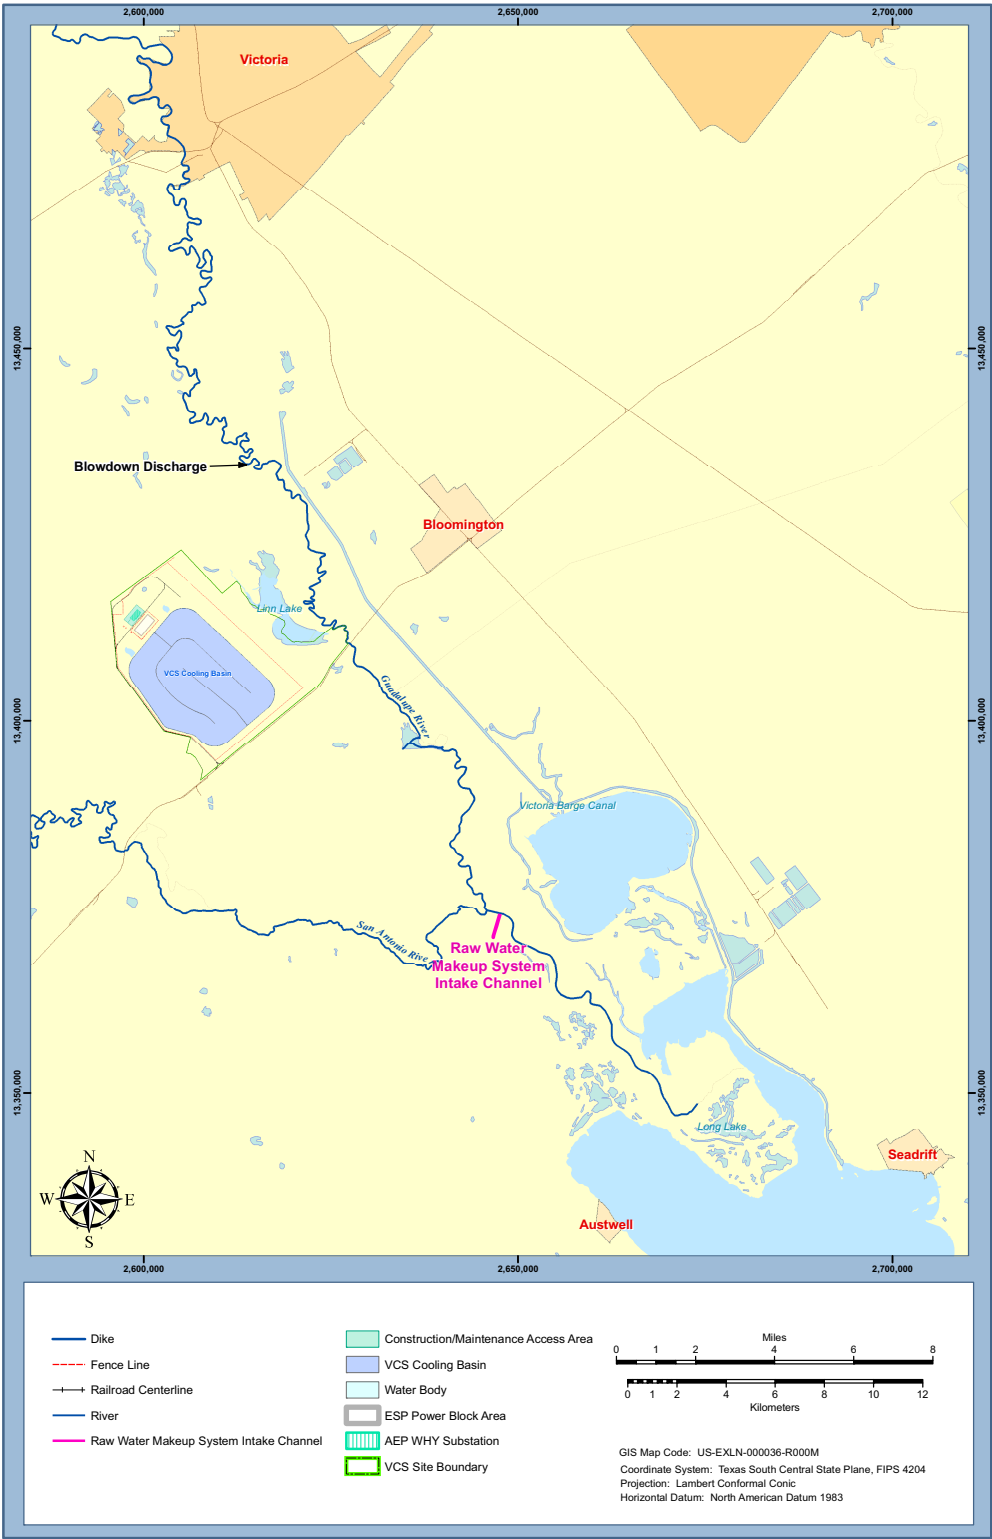 2,600,000
2,650,000
2,700,000
Victoria
13,450,000
13,450,000
Blowdown Discharge
Bloomington
Linn Lake
VCS Cooling Basin
Guadalupe River
13,400,000
13,400,000
Victoria Barge Canal
San Antonio Rive
Raw Water
Makeup System
Intake Channel
13,350,000
13,350,000
Long Lake
Seadrift
N
W
E
S
Austwell
2,600,000
2,650,000
2,700,000
Dike
Fence Line
Railroad Centerline
River
Raw Water Makeup System Intake Channel
Construction/Maintenance Access Area
VCS Cooling Basin
Water Body
ESP Power Block Area
AEP WHY Substation
VCS Site Boundary
Miles
0 1 2 4 6 8
0 1 2 4 6 8 10 12
Kilometers
GIS Map Code: US-EXLN-000036-R000M
Coordinate System: Texas South Central State Plane, FIPS 4204
Projection: Lambert Conformal Conic
Horizontal Datum: North American Datum 1983